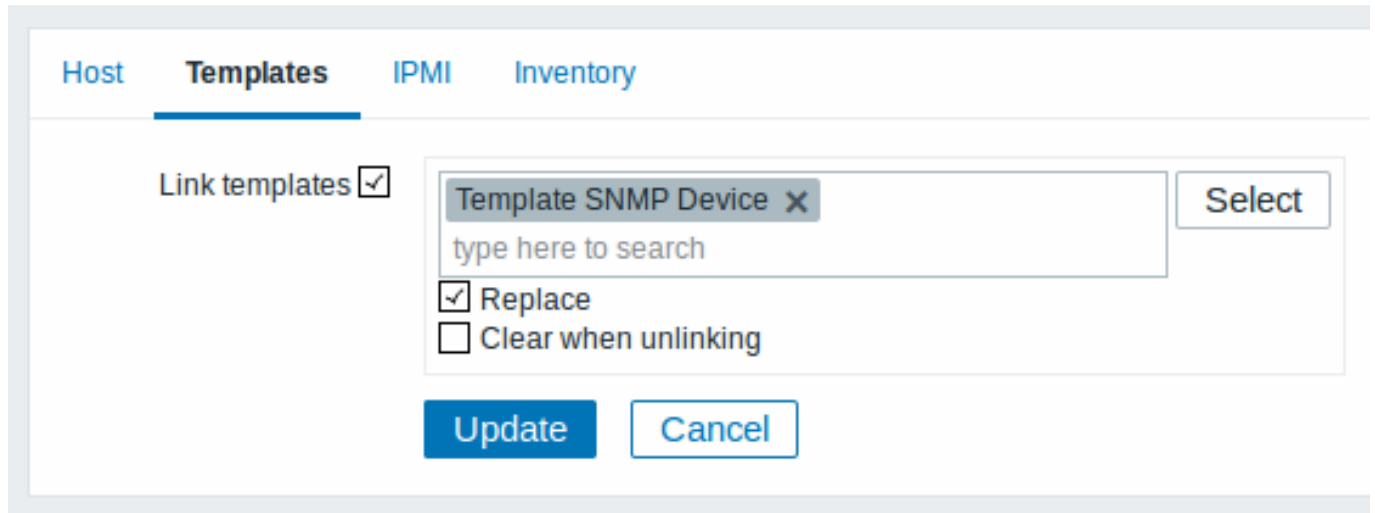 Host Templates IPMI Inventory
Link templates
Template SNMP Device
Select
type here to search
Replace
Clear when unlinking
Update Cancel